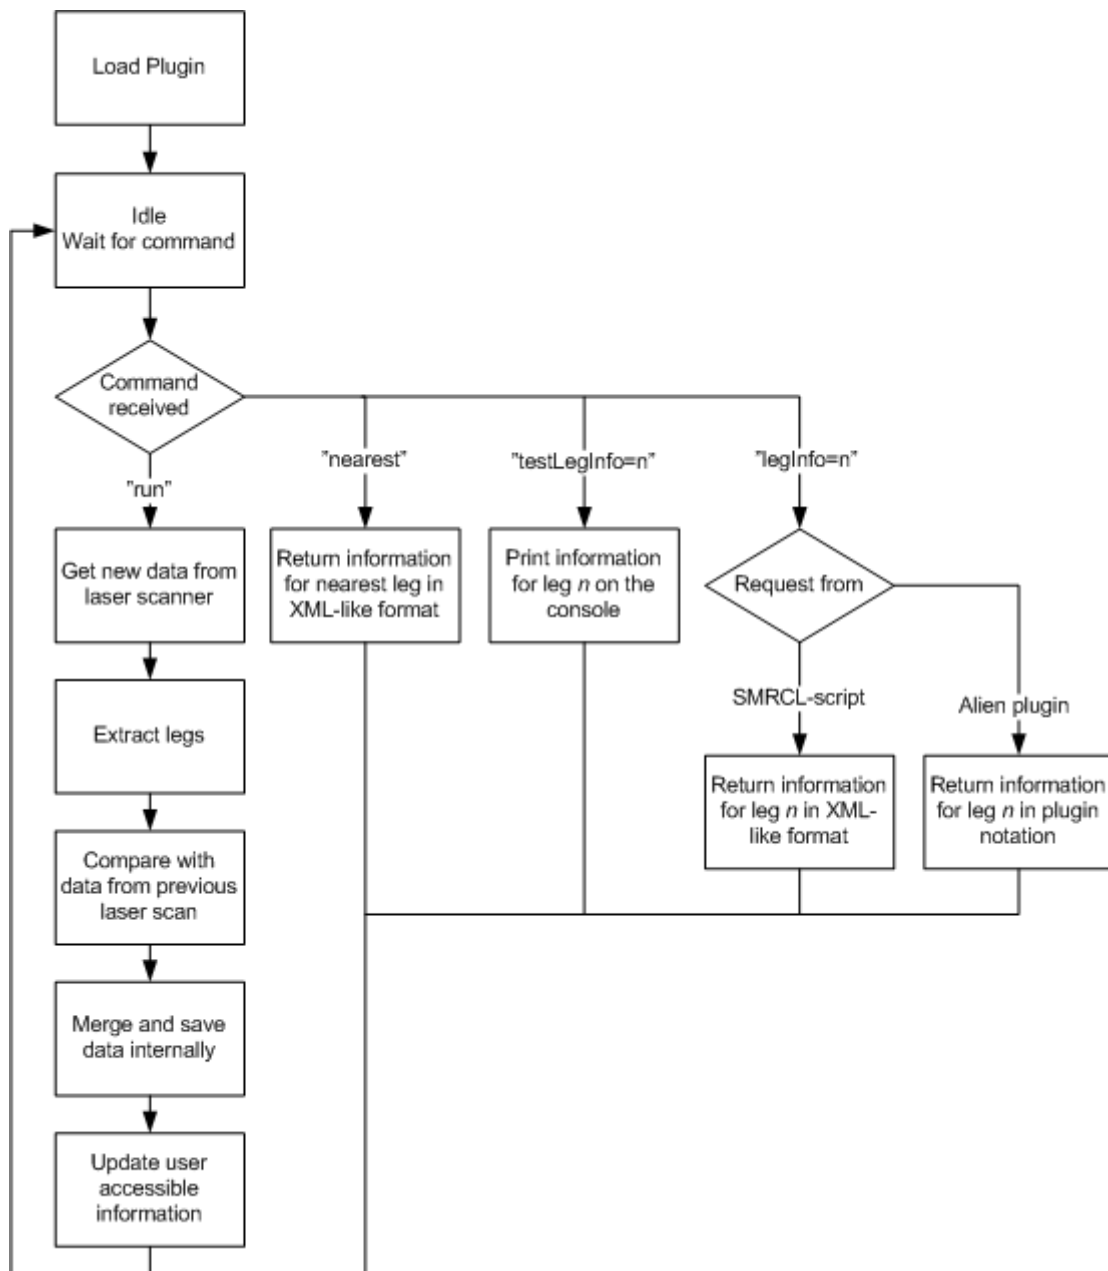 Load Plugin
Idle
Wait for command
Command
received
"run"
"nearest"
"testLegInfo=n"
"legInfo=n"
Get new data from
laser scanner
Return information
for nearest leg in
XML-like format
Print information
for leg n on the
console
Request from
SMRCL-script
Alien plugin
Extract legs
Return information
for leg n in XML-
like format
Return information
for leg n in plugin
notation
Compare with
data from previous
laser scan
Merge and save
data internally
Update user
accessible
information